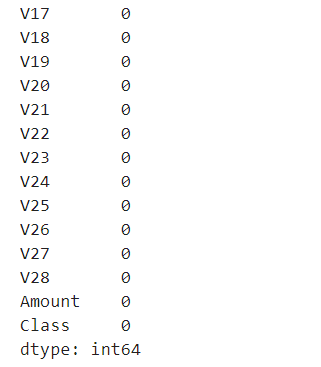 V17 0
V18 0
V19 0
V20 0
V21 0
V22 0
V23 0
V24 0
V25 0
V26 0
V27 0
V28 0
Amount 0
Class 0
dtype: int64